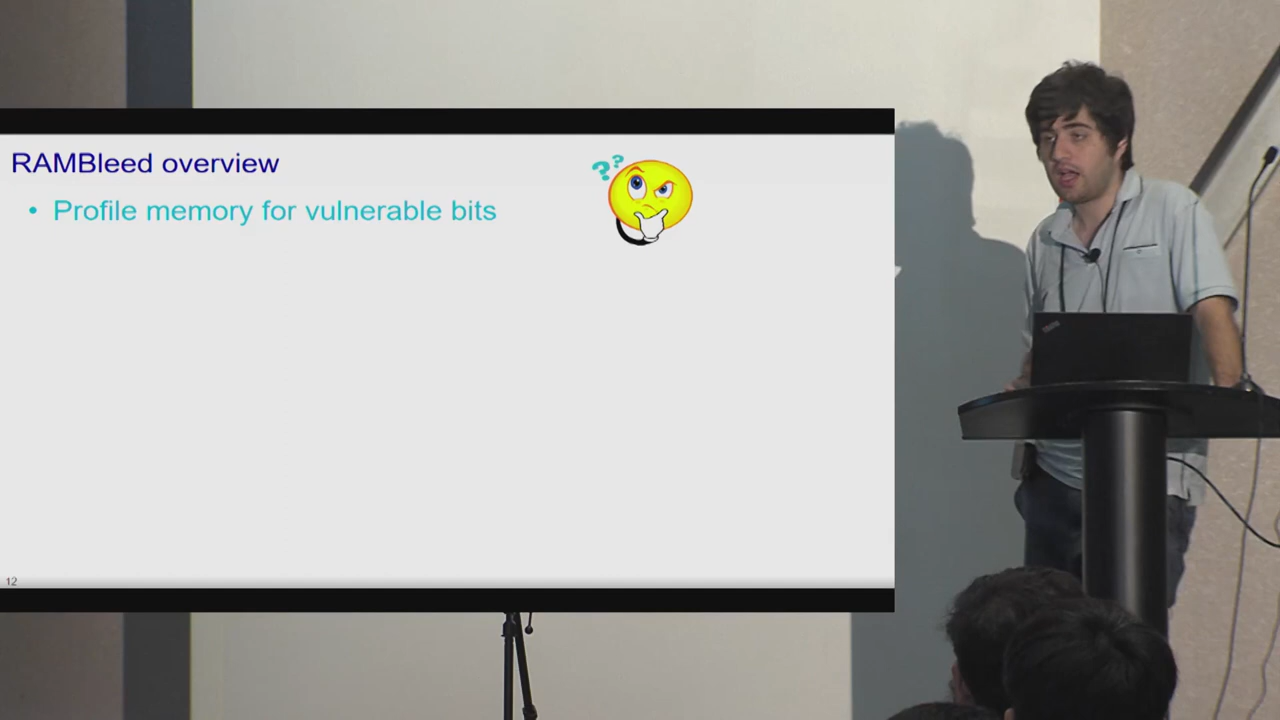 RAMBleed overview
• Profile memory for vulnerable bits
??
12